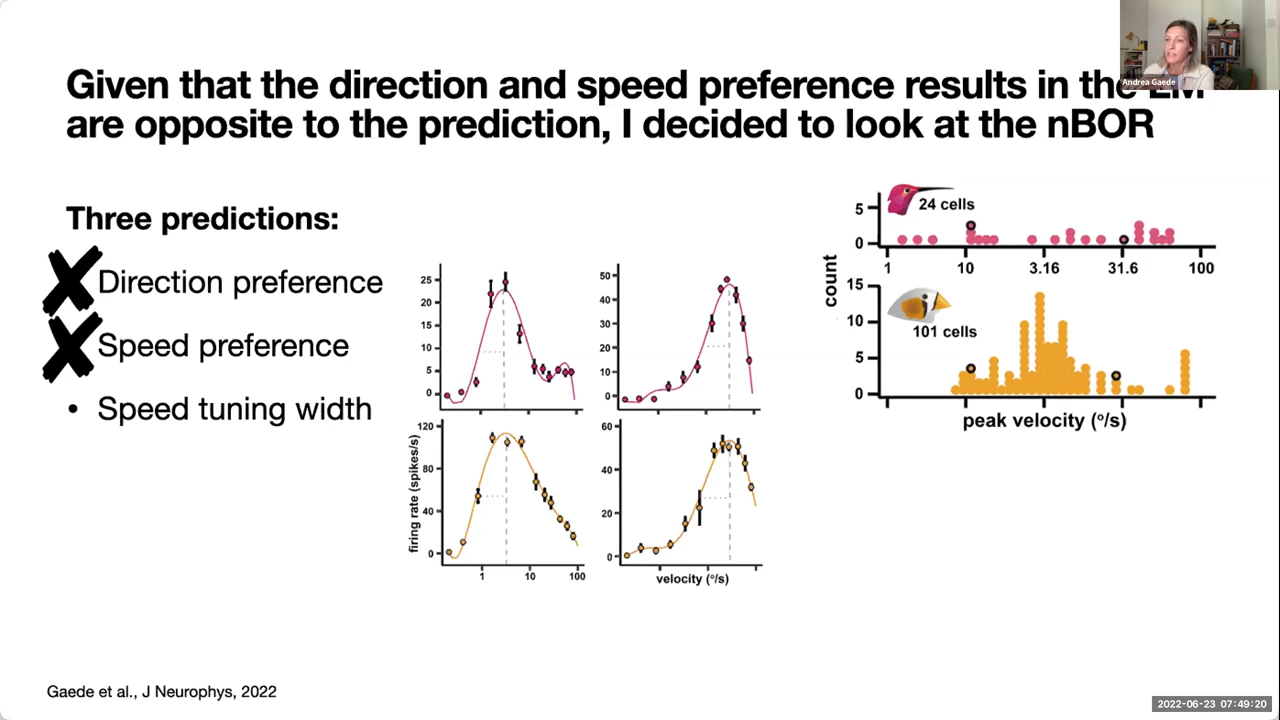 Given that the direction and speed preference results in the LM
are opposite to the prediction, I decided to look at the nBOR
Andrea Gaede
Three predictions:
Direction preference
Speed preference
• Speed tuning width
25
20
15
10
5
0
50
40
30
20
10
0
120
80
40
0
firing rate (spikes/s)
1
10
100
60
40
20
0
velocity (º/s)
24 cells
5
0
1
10
3.16
31.6
100
count
15
10
5
0
101 cells
peak velocity (º/s)
Gaede et al., J Neurophys, 2022
2022-06-23 07:49:20